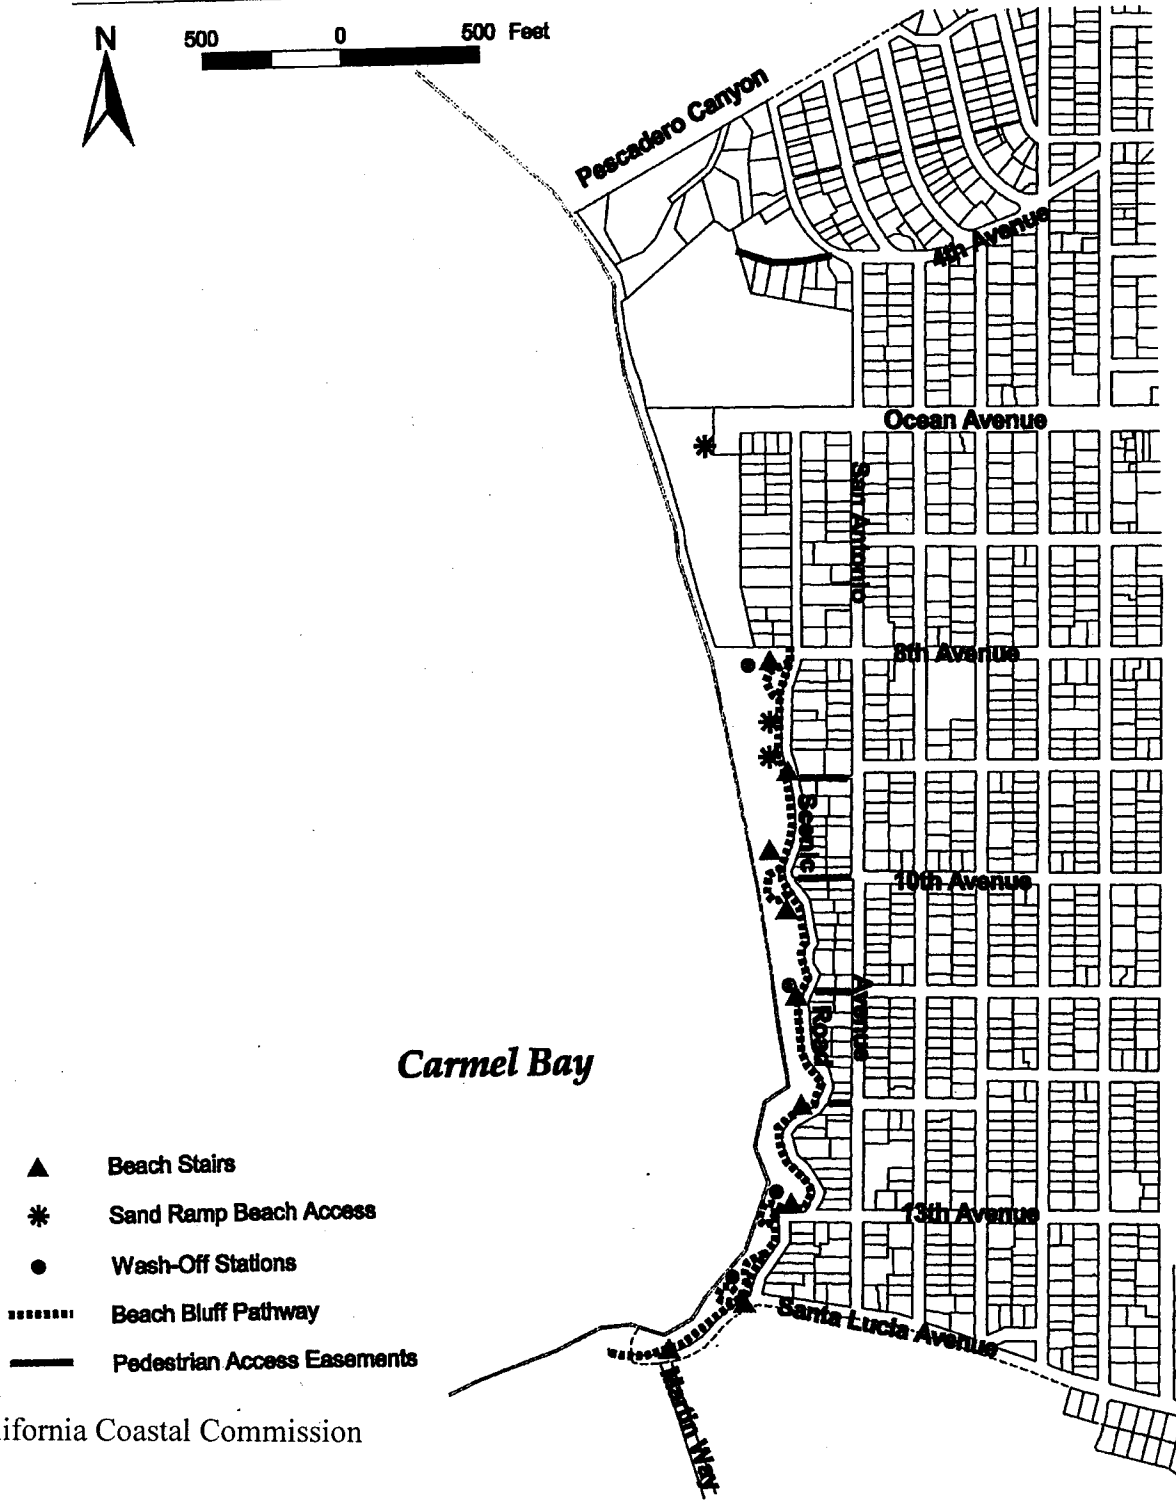 N
500 0 500 Feet
Pescadero Canyon
4th Avenue
Ocean Avenue
San Antonio
8th Avenue
Scenic
10th Avenue
Avenue
Road
Carmel Bay
Beach Stairs
Sand Ramp Beach Access
13th Avenue
Wash-Off Stations
Beach Bluff Pathway
Santa Lucia Avenue
Pedestrian Access Easements
Martin Way
lifornia Coastal Commission